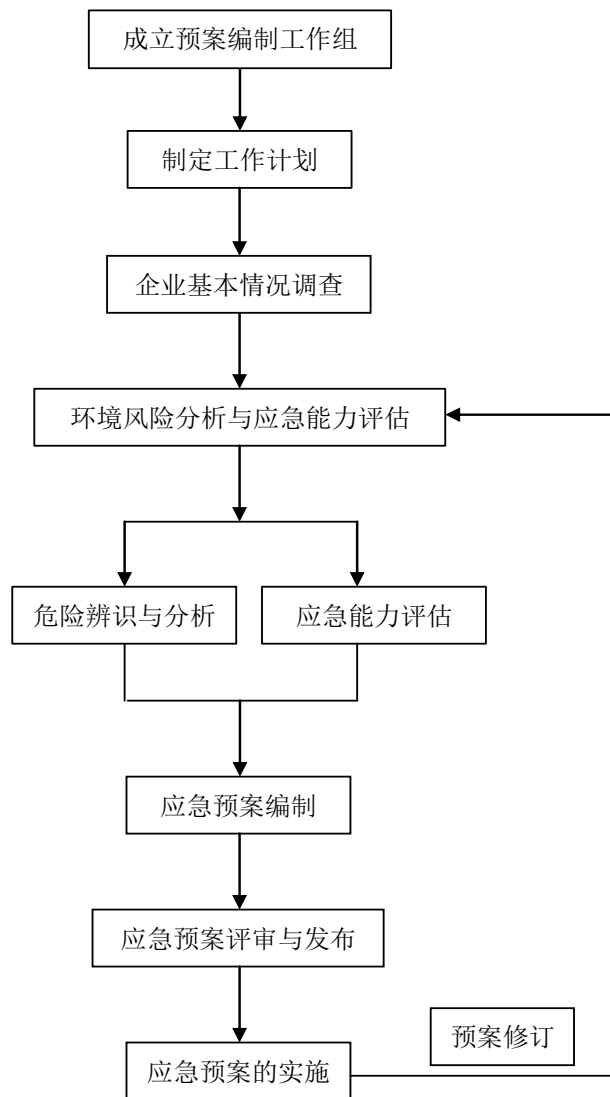 成立预案编制工作组
制定工作计划
企业基本情况调查
环境风险分析与应急能力评估
危险辨识与分析
应急能力评估
应急预案编制
应急预案评审与发布
预案修订
应急预案的实施